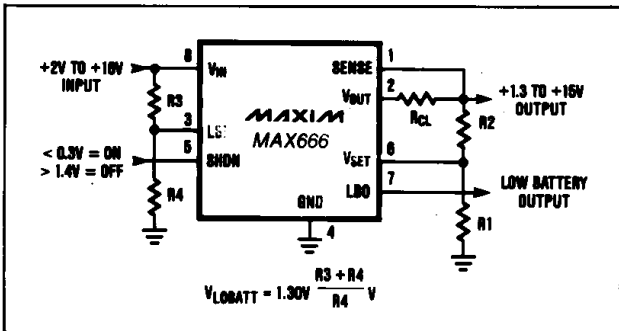 +2V TO +16V
INPUT
8
VIN
R3
3
LBI
< 0.3V = ON
> 1.4V = OFF
5
SHDN
R4
MAXIM
MAX666
GND
4
SENSE
1
VOUT
2
RCL
+1.3 TO +15V
OUTPUT
R2
VSET
6
LBO
7
LOW BATTERY
OUTPUT
R1
VLOBATT = 1.30V R3 + R4 / R4 V